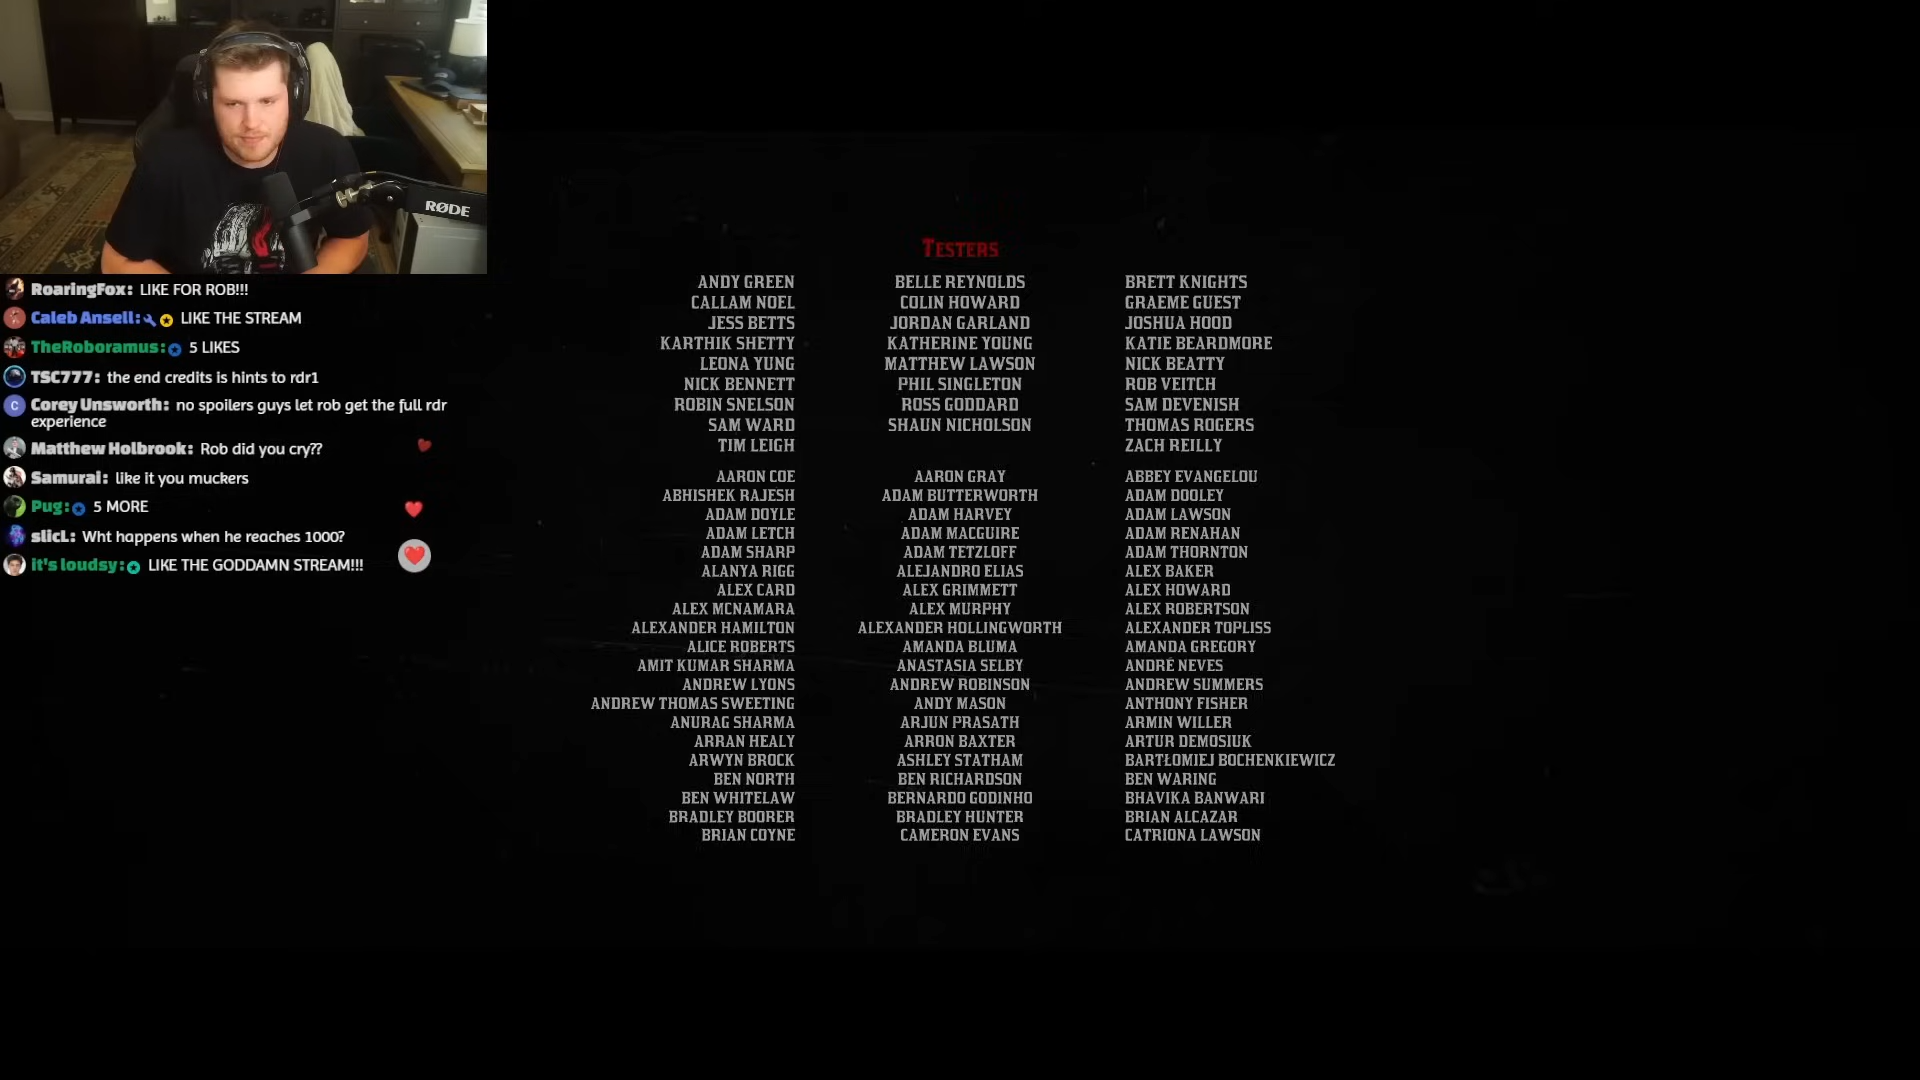 RØDE
RoaringFox: LIKE FOR ROB!!!
Caleb Ansell: LIKE THE STREAM
TheRoboramus: 5 LIKES
TSC777: the end credits is hints to rdr1
Corey Unsworth: no spoilers guys let rob get the full rdr
experience
Matthew Holbrook: Rob did you cry??
Samurai: like it you muckers
Pug: 5 MORE
slicL: Wht happens when he reaches 1000?
it's loudsy: LIKE THE GODDAMN STREAM!!!
C
TESTERS
ANDY GREEN BELLE REYNOLDS BRETT KNIGHTS
CALLAM NOEL COLIN HOWARD GRAEME GUEST
JESS BETTS JORDAN GARLAND JOSHUA HOOD
KARTHIK SHETTY KATHERINE YOUNG KATIE BEARDMORE
LEONA YUNG MATTHEW LAWSON NICK BEATTY
NICK BENNETT PHIL SINGLETON ROB VEITCH
ROBIN SNELSON ROSS GODDARD SAM DEVENISH
SAM WARD SHAUN NICHOLSON THOMAS ROGERS
TIM LEIGH ZACH REILLY
AARON COE AARON GRAY ABBEY EVANGELOU
ABHISHEK RAJESH ADAM BUTTERWORTH ADAM DOOLEY
ADAM DOYLE ADAM HARVEY ADAM LAWSON
ADAM LETCH ADAM MACGUIRE ADAM RENAHAN
ADAM SHARP ADAM TETZLOFF ADAM THORNTON
ALANYA RIGG ALEJANDRO ELIAS ALEX BAKER
ALEX CARD ALEX GRIMMETT ALEX HOWARD
ALEX MCNAMARA ALEX MURPHY ALEX ROBERTSON
ALEXANDER HAMILTON ALEXANDER HOLLINGWORTH ALEXANDER TOPLISS
ALICE ROBERTS AMANDA BLUMA AMANDA GREGORY
AMIT KUMAR SHARMA ANASTASIA SELBY ANDRÉ NEVES
ANDREW LYONS ANDREW ROBINSON ANDREW SUMMERS
ANDREW THOMAS SWEETING ANDY MASON ANTHONY FISHER
ANURAG SHARMA ARJUN PRASATH ARMIN WILLER
ARRAN HEALY ARRON BAXTER ARTUR DEMOSIUK
ARWYN BROCK ASHLEY STATHAM BARTŁOMIEJ BOCHENKIEWICZ
BEN NORTH BEN RICHARDSON BEN WARING
BEN WHITELAW BERNARDO GODINHO BHAVIKA BANWARI
BRADLEY BOORER BRADLEY HUNTER BRIAN ALCAZAR
BRIAN COYNE CAMERON EVANS CATRIONA LAWSON